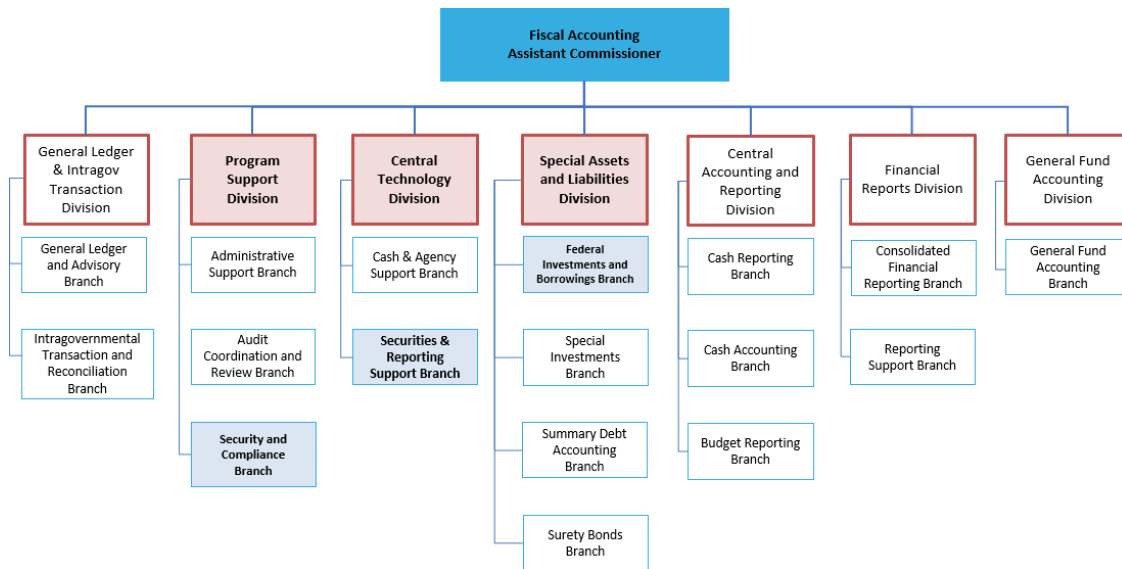 Fiscal Accounting
Assistant Commissioner
General Ledger
& Intragov
Transaction
Division
Program
Support
Division
Central
Technology
Division
Special Assets
and Liabilities
Division
Central
Accounting and
Reporting
Division
Financial
Reports Division
General Fund
Accounting
Division
General Ledger
and Advisory
Branch
Administrative
Support Branch
Cash & Agency
Support Branch
Federal
Investments and
Borrowings Branch
Cash Reporting
Branch
Consolidated
Financial
Reporting Branch
General Fund
Accounting
Branch
Intragovernmental
Transaction and
Reconciliation
Branch
Audit
Coordination and
Review Branch
Securities &
Reporting
Support Branch
Special
Investments
Branch
Cash Accounting
Branch
Reporting
Support Branch
Security and
Compliance
Branch
Summary Debt
Accounting
Branch
Budget Reporting
Branch
Surety Bonds
Branch